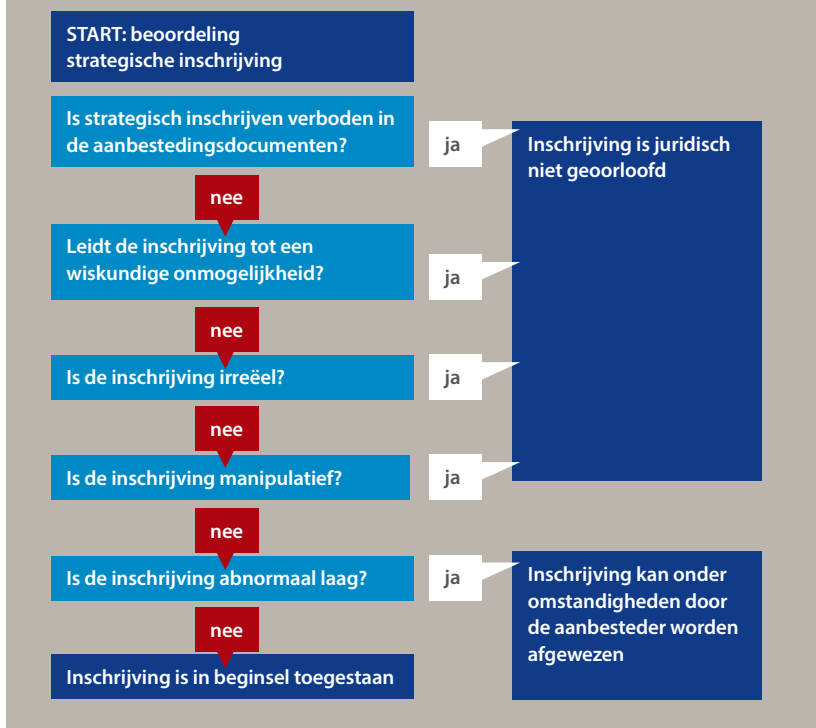 START: beoordeling
strategische inschrijving
Is strategisch inschrijven verboden in
de aanbestedingsdocumenten?
ja
Inschrijving is juridisch
niet geoorloofd
nee
Leidt de inschrijving tot een
wiskundige onmogelijkheid?
ja
nee
Is de inschrijving irreëel?
ja
nee
Is de inschrijving manipulatief?
ja
nee
Is de inschrijving abnormaal laag?
ja
Inschrijving kan onder
omstandigheden door
de aanbesteder worden
afgewezen
nee
Inschrijving is in beginsel toegestaan